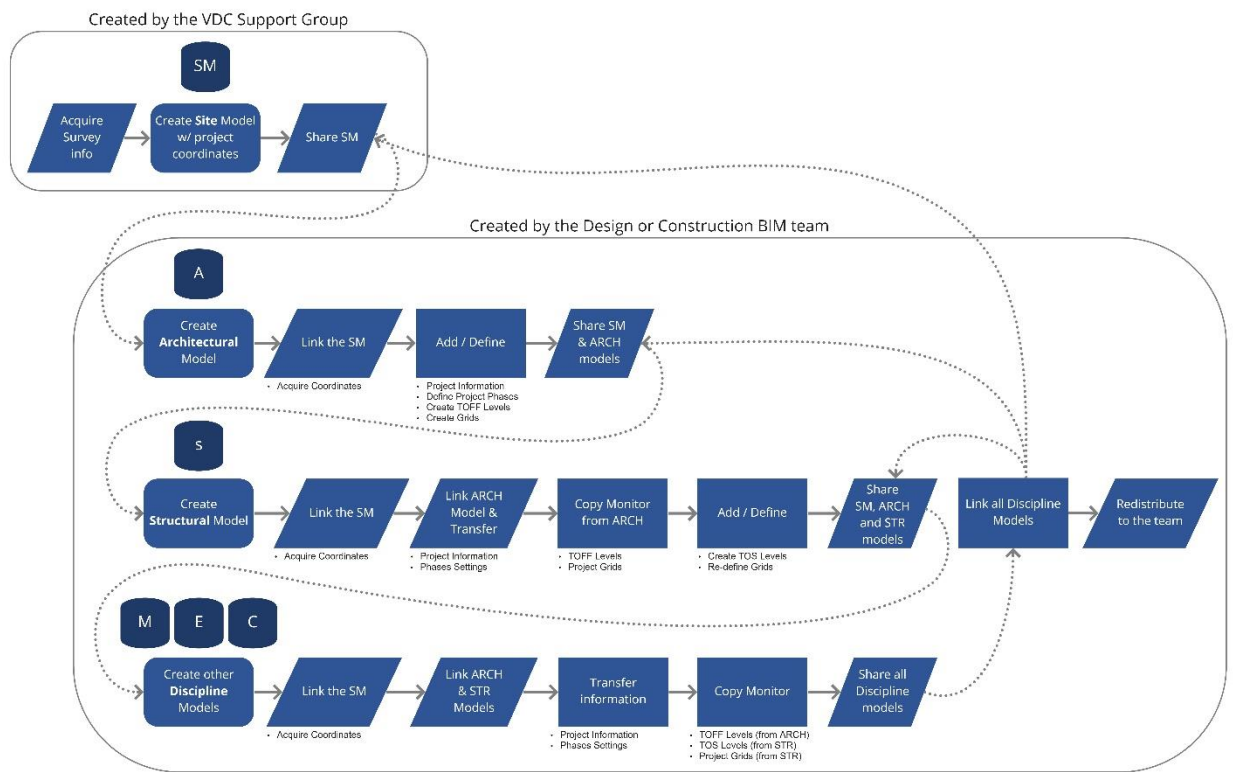 Created by the VDC Support Group
SM
Acquire
Survey
info
Create Site Model
w/ project
coordinates
Share SM
Created by the Design or Construction BIM team
A
Create
Architectural
Model
Link the SM
Add / Define
Share SM
& ARCH
models
• Acquire Coordinates
• Project Information
• Define Project Phases
• Create TOFF Levels
• Create Grids
S
Create
Structural Model
Link the SM
Link ARCH
Model &
Transfer
Copy Monitor
from ARCH
Add / Define
Share
SM, ARCH
and STR
models
Link all Discipline
Models
Redistribute
to the team
• Acquire Coordinates
• Project Information
• Phases Settings
• TOFF Levels
• Project Grids
• Create TOS Levels
• Re-define Grids
M
E
C
Create other
Discipline
Models
Link the SM
Link ARCH
& STR
Models
Transfer
information
Copy Monitor
Share all
Discipline
models
• Acquire Coordinates
• Project Information
• Phases Settings
• TOFF Levels (from ARCH)
• TOS Levels (from STR)
• Project Grids (from STR)